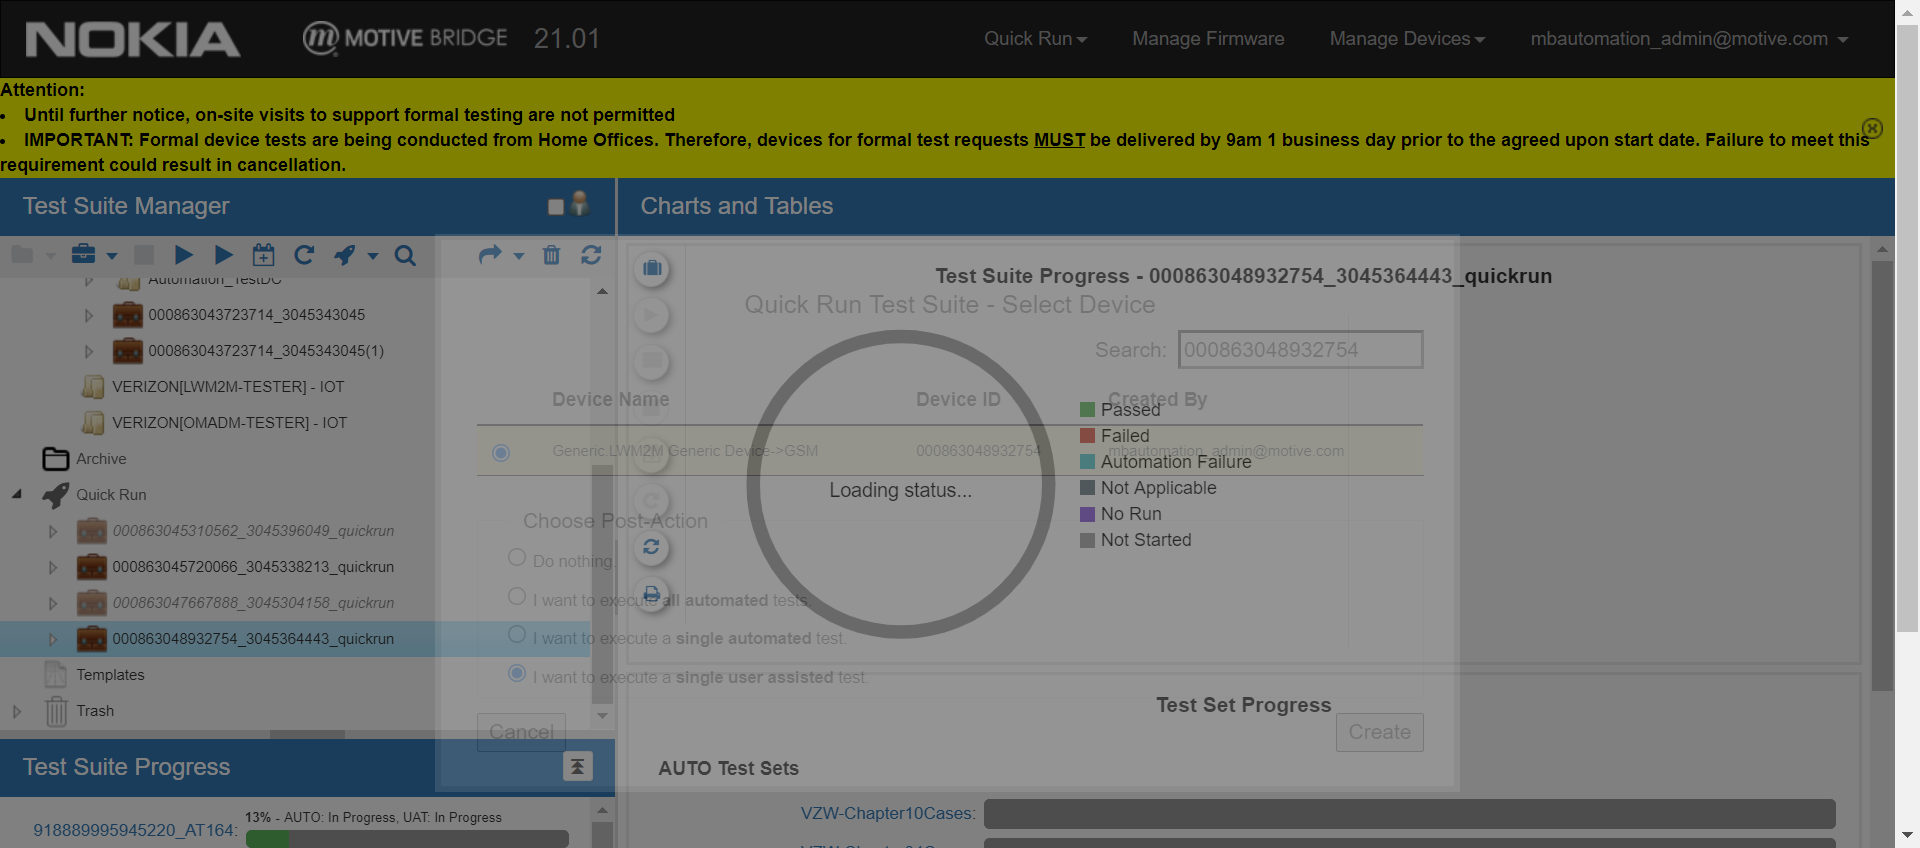 NOKIA
m MOTIVE BRIDGE 21.01
Quick Run
Manage Firmware
Manage Devices
mbautomation_admin@motive.com
Attention:
• Until further notice, on-site visits to support formal testing are not permitted
• IMPORTANT: Formal device tests are being conducted from Home Offices. Therefore, devices for formal test requests MUST be delivered by 9am 1 business day prior to the agreed upon start date. Failure to meet this
requirement could result in cancellation.
Test Suite Manager
Automation_TestDC
000863043723714_3045343045
000863043723714_3045343045(1)
VERIZON[LWM2M-TESTER] - IOT
VERIZON[OMADM-TESTER] - IOT
Archive
Quick Run
000863045310562_3045396049_quickrun
000863045720066_3045338213_quickrun
000863047667888_3045304158_quickrun
000863048932754_3045364443_quickrun
Templates
Trash
Test Suite Progress
918889995945220_AT164:
13% - AUTO: In Progress, UAT: In Progress
Charts and Tables
Test Suite Progress - 000863048932754_3045364443_quickrun
Loading status...
Passed
Failed
Automation Failure
Not Applicable
No Run
Not Started
Test Set Progress
AUTO Test Sets
VZW-Chapter10Cases:
Quick Run Test Suite - Select Device
Search: 000863048932754
Device Name
Device ID
Created By
Generic LWM2M Generic Device->GSM
000863048932754
mbautomation_admin@motive.com
Choose Post-Action
Do nothing.
I want to execute all automated tests.
I want to execute a single automated test.
I want to execute a single user assisted test.
Cancel
Create